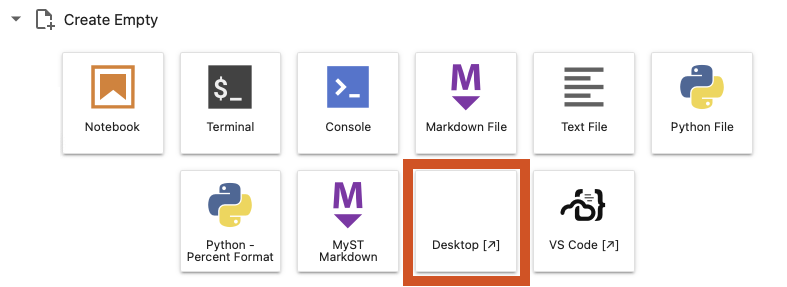 Create Empty
$_
>_
M
Notebook
Terminal
Console
Markdown File
Text File
Python File
M
Python -
Percent Format
MyST
Markdown
Desktop [↗]
VS Code [↗]